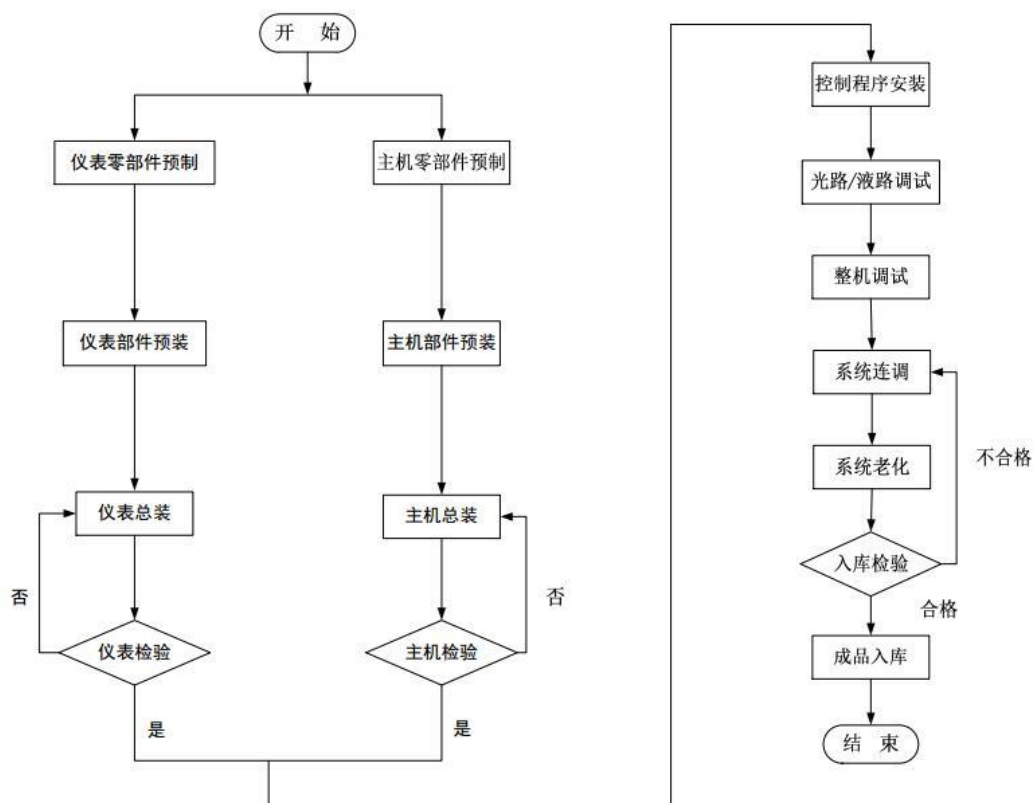 开 始
仪表零部件预制
主机零部件预制
仪表部件预装
主机部件预装
仪表总装
主机总装
否
否
仪表检验
主机检验
是
是
控制程序安装
光路/液路调试
整机调试
系统连调
系统老化
不合格
入库检验
合格
成品入库
结 束